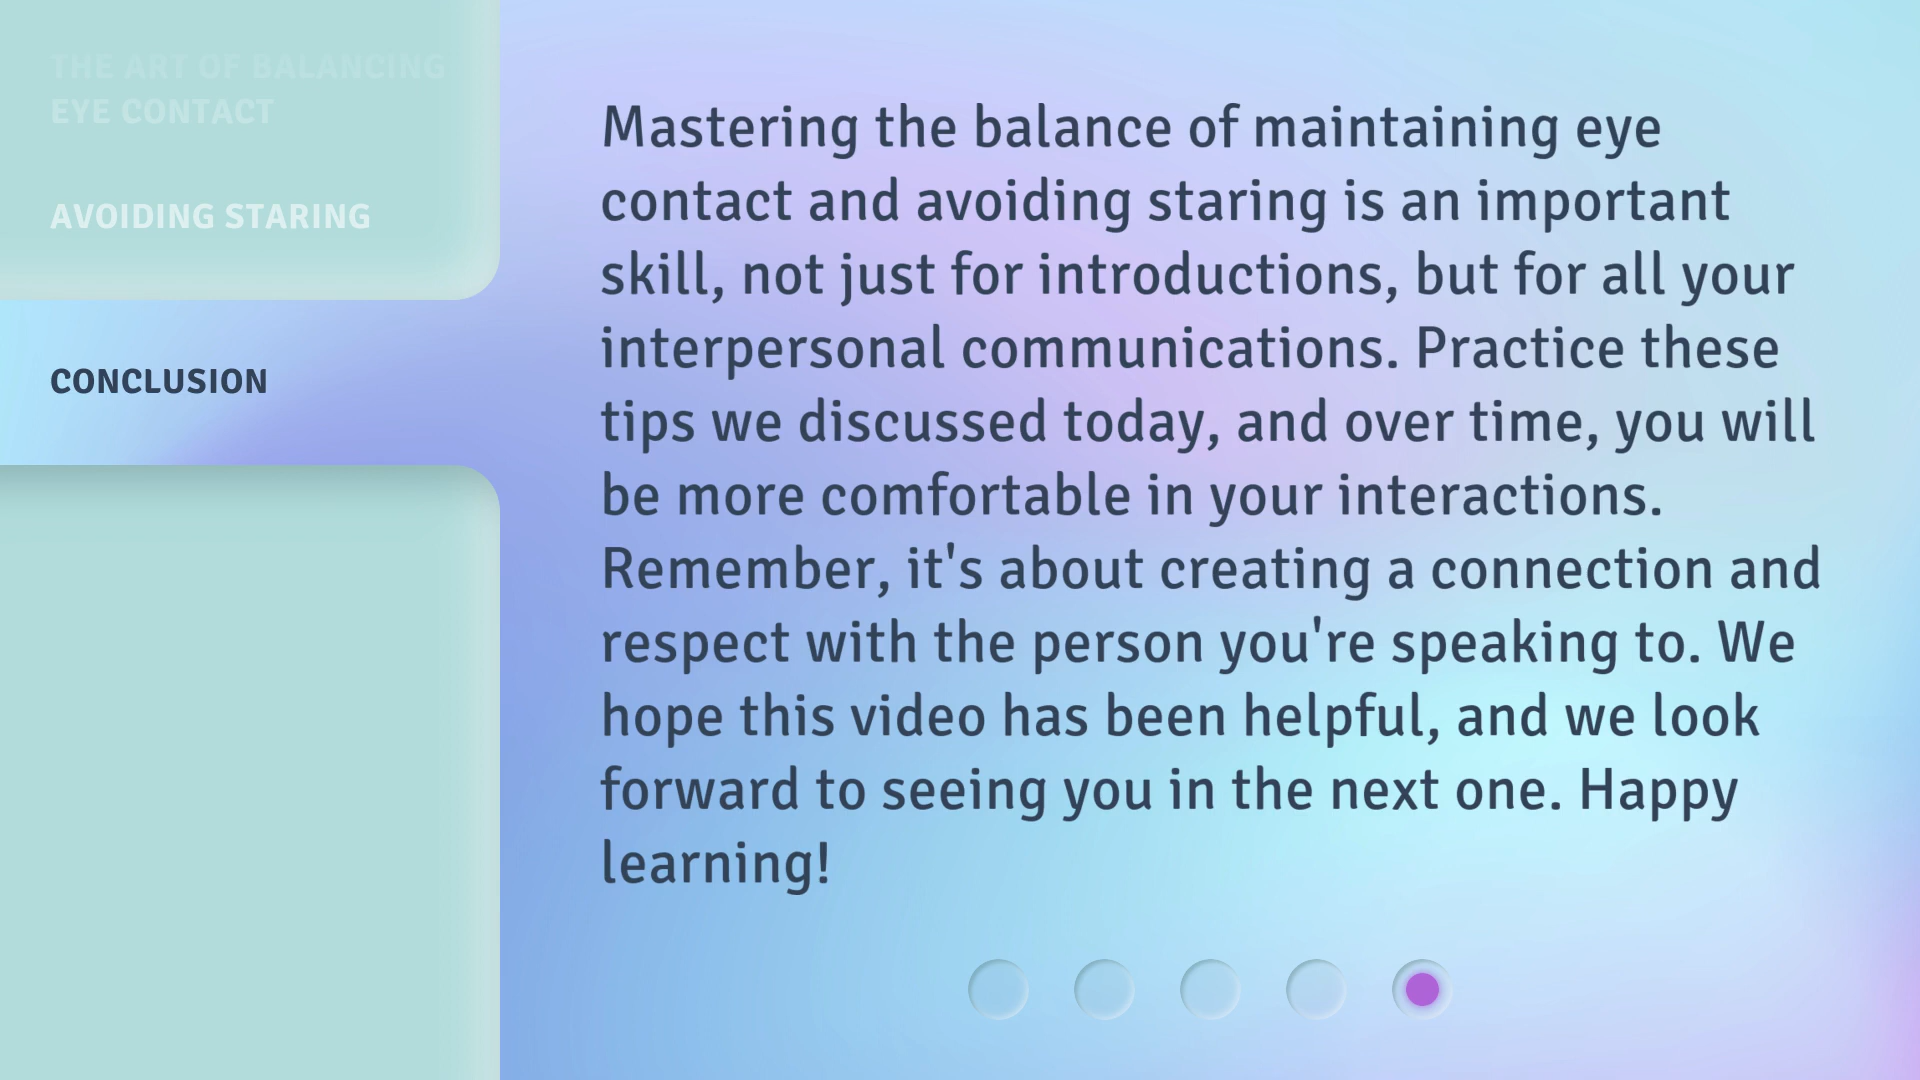 THE ART OF BALANCING
EYE CONTACT
AVOIDING STARING
CONCLUSION
Mastering the balance of maintaining eye
contact and avoiding staring is an important
skill, not just for introductions, but for all your
interpersonal communications. Practice these
tips we discussed today, and over time, you will
be more comfortable in your interactions.
Remember, it's about creating a connection and
respect with the person you're speaking to. We
hope this video has been helpful, and we look
forward to seeing you in the next one. Happy
learning!